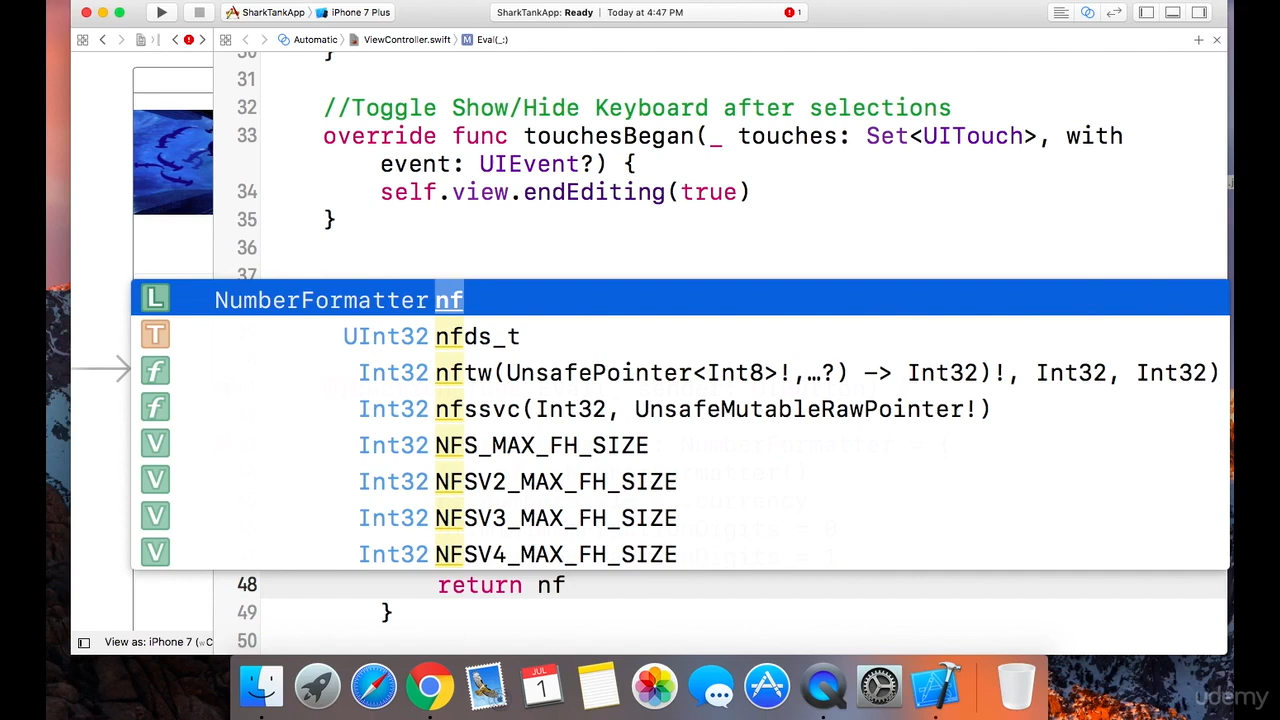 SharkTankApp
iPhone 7 Plus
SharkTankApp: Ready
Today at 4:47 PM
1
Automatic
ViewController.swift
Eval(_:)
30 }
31
32 //Toggle Show/Hide Keyboard after selections
33 override func touchesBegan(_ touches: Set<UITouch>, with
event: UIEvent?) {
34 self.view.endEditing(true)
35 }
36
37
L NumberFormatter nf
T UInt32 nfds_t
f Int32 nftw(UnsafePointer<Int8>!,…?) -> Int32)!, Int32, Int32)
f Int32 nfssvc(Int32, UnsafeMutableRawPointer!)
V Int32 NFS_MAX_FH_SIZE
V Int32 NFSV2_MAX_FH_SIZE
V Int32 NFSV3_MAX_FH_SIZE
V Int32 NFSV4_MAX_FH_SIZE
48 return nf
49 }
50
View as: iPhone 7 (wC
JUL
1
udemy